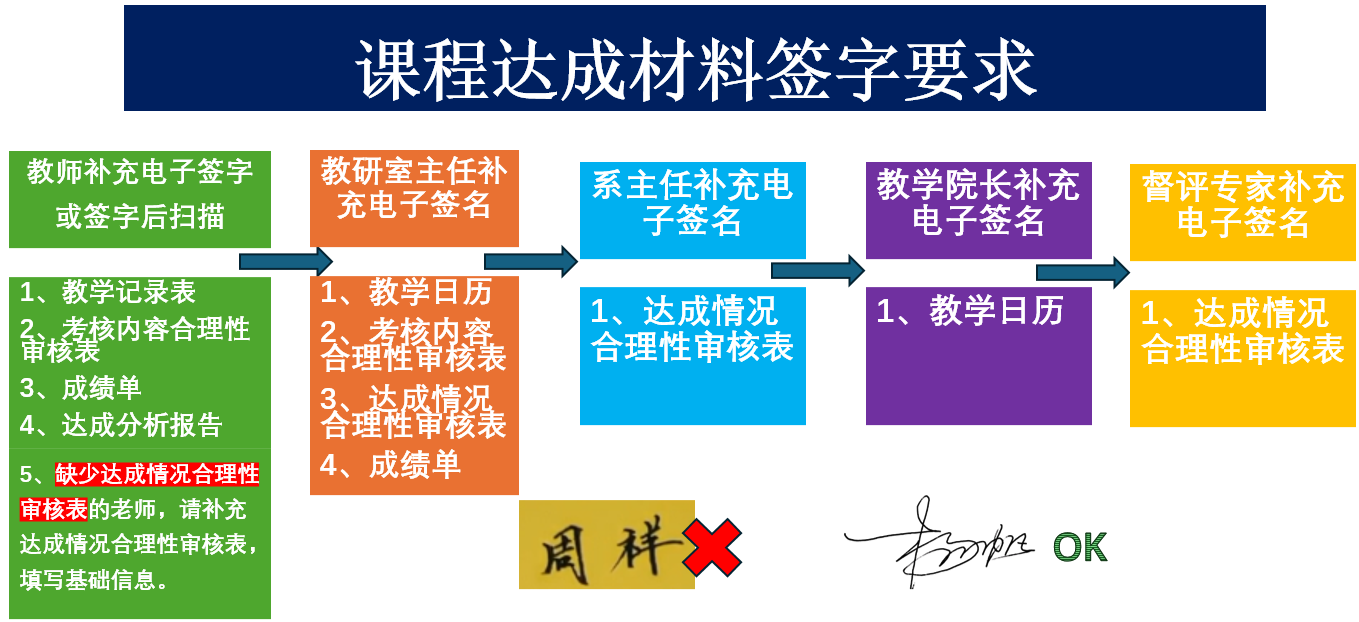 课程达成材料签字要求
教师补充电子签字
或签字后扫描
教研室主任补
充电子签名
系主任补充电
子签名
教学院长补充
电子签名
督评专家补充
电子签名
1、教学记录表
2、考核内容合理性
审核表
3、成绩单
4、达成分析报告
5、缺少达成情况合理性
审核表的老师，请补充
达成情况合理性审核表，
填写基础信息。
1、教学日历
2、考核内容
合理性审核表
3、达成情况
合理性审核表
4、成绩单
1、达成情况
合理性审核表
1、教学日历
1、达成情况
合理性审核表
周祥
OK